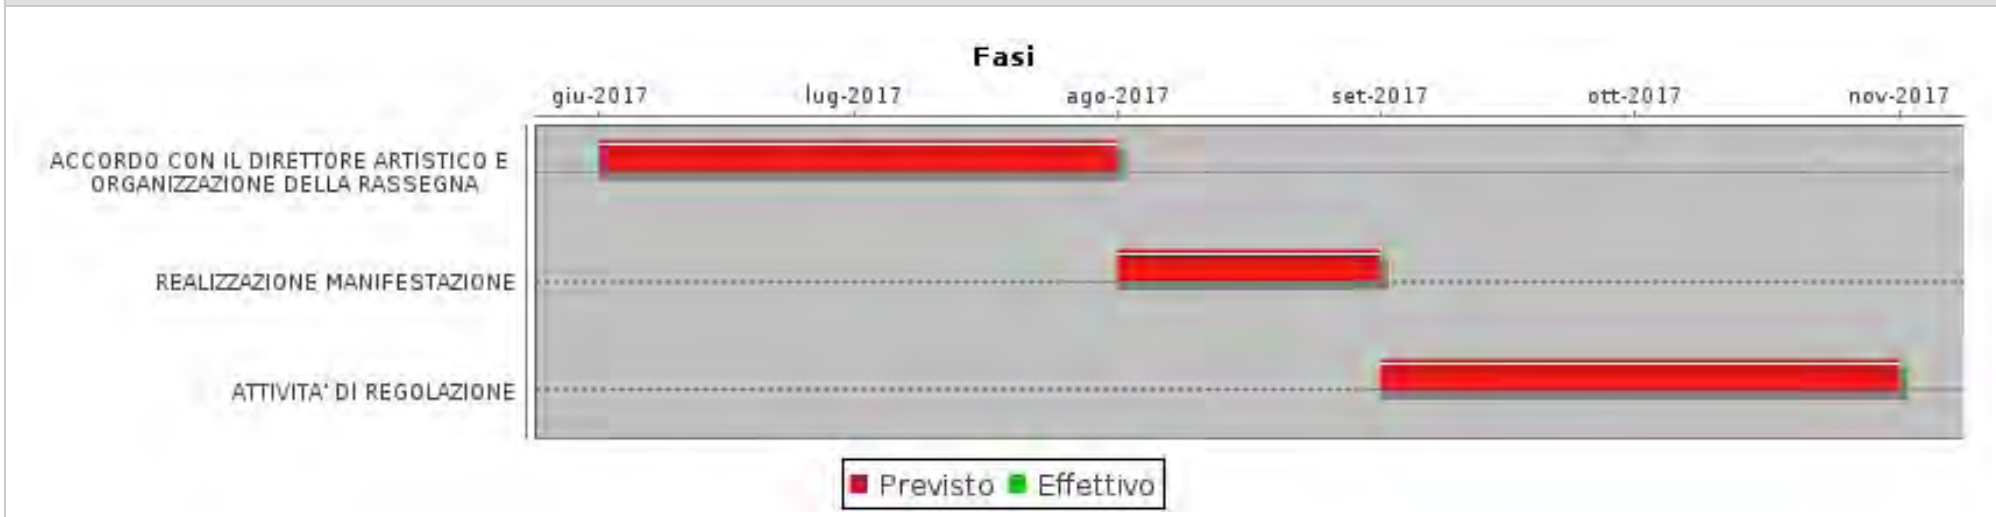 Fasi
giu-2017 lug-2017 ago-2017 set-2017 ott-2017 nov-2017
ACCORDO CON IL DIRETTORE ARTISTICO E
ORGANIZZAZIONE DELLA RASSEGNA
REALIZZAZIONE MANIFESTAZIONE
ATTIVITA' DI REGOLAZIONE
Previsto Effettivo